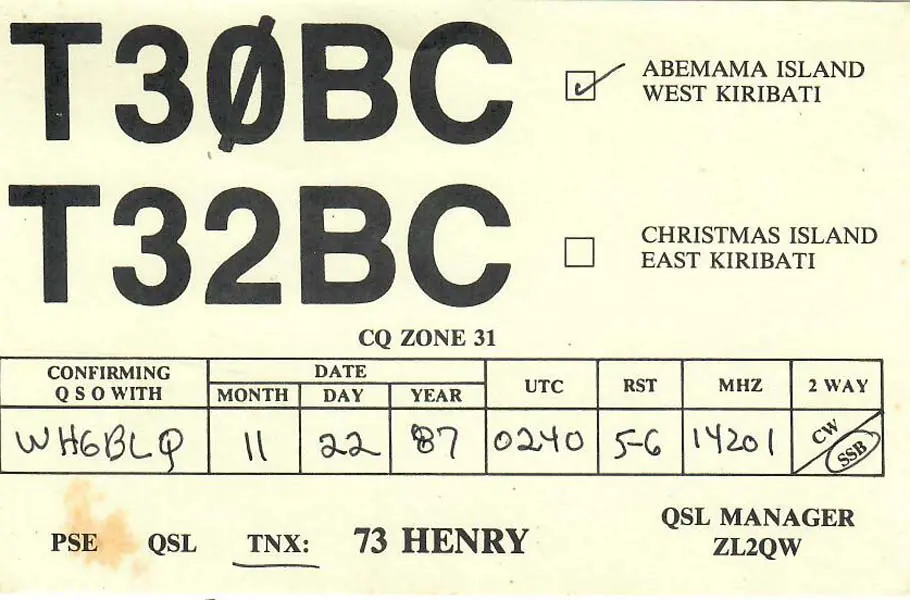 T3ØBC
ABEMAMA ISLAND
WEST KIRIBATI
T32BC
CHRISTMAS ISLAND
EAST KIRIBATI
CQ ZONE 31
CONFIRMING
Q S O WITH
DATE
MONTH DAY YEAR
UTC
RST
MHZ
2 WAY
WH6BLQ 11 22 87 0240 5-6 14201 CW SSB
PSE QSL TNX: 73 HENRY
QSL MANAGER
ZL2QW